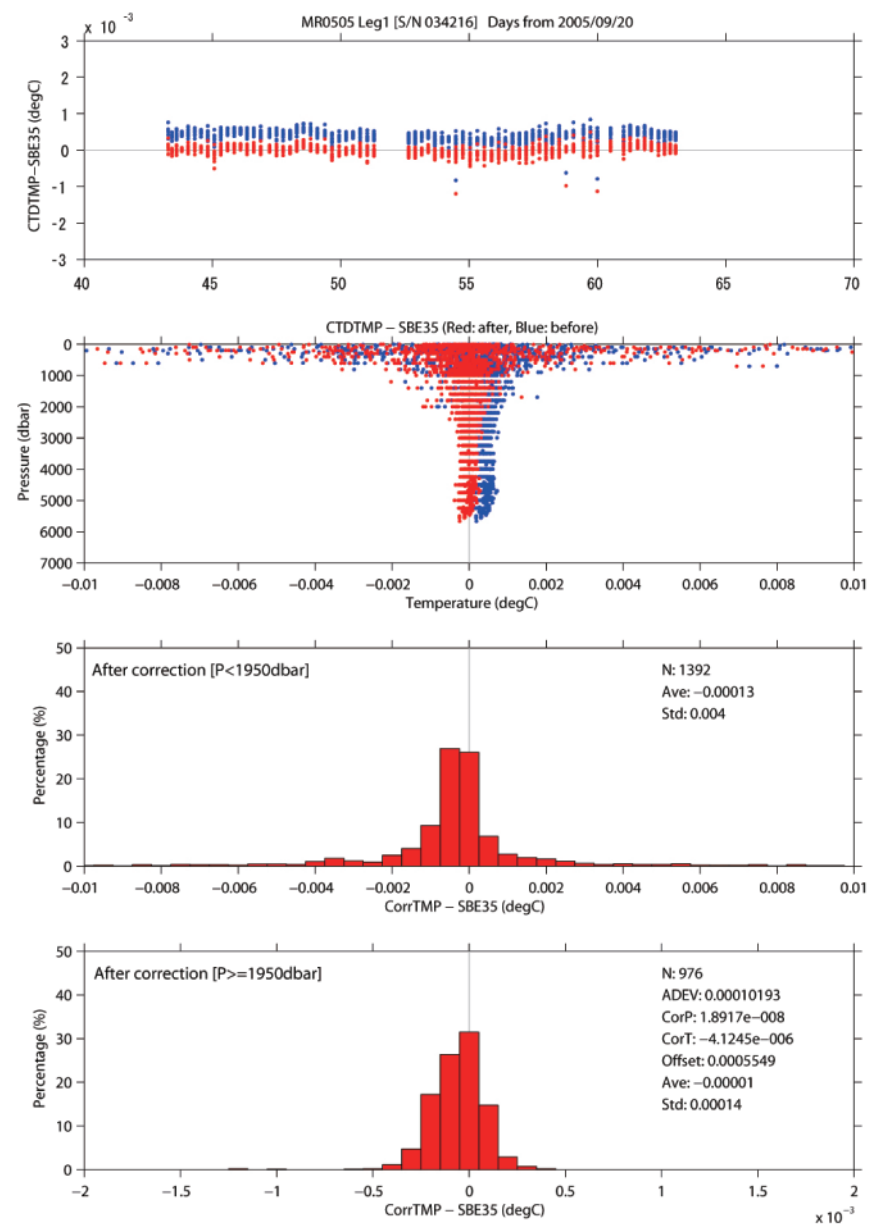 x 10 -3
MR0505 Leg1 [S/N 034216] Days from 2005/09/20
3
2
1
0
-1
-2
-3
CTDTMP-SBE35 (degC)
40 45 50 55 60 65 70
CTDTMP – SBE35 (Red: after, Blue: before)
0
1000
2000
3000
4000
5000
6000
7000
Pressure (dbar)
−0.01 −0.008 −0.006 −0.004 −0.002 0 0.002 0.004 0.006 0.008 0.01
Temperature (degC)
50
40
30
20
10
0
Percentage (%)
After correction [P<1950dbar]
N: 1392
Ave: −0.00013
Std: 0.004
−0.01 −0.008 −0.006 −0.004 −0.002 0 0.002 0.004 0.006 0.008 0.01
CorrTMP − SBE35 (degC)
50
40
30
20
10
0
Percentage (%)
After correction [P>=1950dbar]
N: 976
ADEV: 0.00010193
CorP: 1.8917e−008
CorT: −4.1245e−006
Offset: 0.0005549
Ave: −0.00001
Std: 0.00014
−2 −1.5 −1 −0.5 0 0.5 1 1.5 2
CorrTMP − SBE35 (degC)
x 10 −3